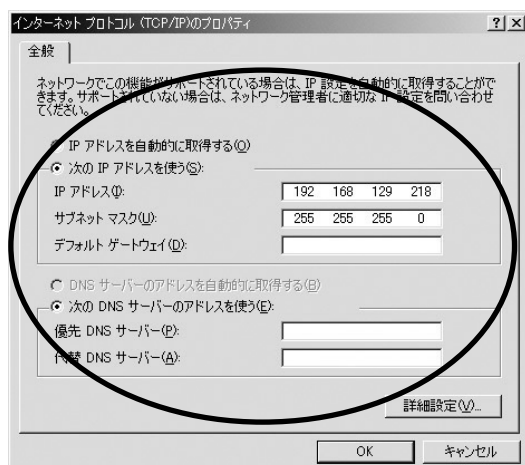 インターネット プロトコル (TCP/IP)のプロパティ
? ×
全般
ネットワークでこの機能がサポートされている場合は、IP 設定を自動的に取得することがで
きます。サポートされていない場合は、ネットワーク管理者に適切な IP 設定を問い合わせ
てください。
IP アドレスを自動的に取得する(O)
次の IP アドレスを使う(S):
IP アドレス(I): 192 168 129 218
サブネット マスク(U): 255 255 255 0
デフォルト ゲートウェイ(D):
DNS サーバーのアドレスを自動的に取得する(B)
次の DNS サーバーのアドレスを使う(E):
優先 DNS サーバー(P):
代替 DNS サーバー(A):
詳細設定(V)...
OK キャンセル